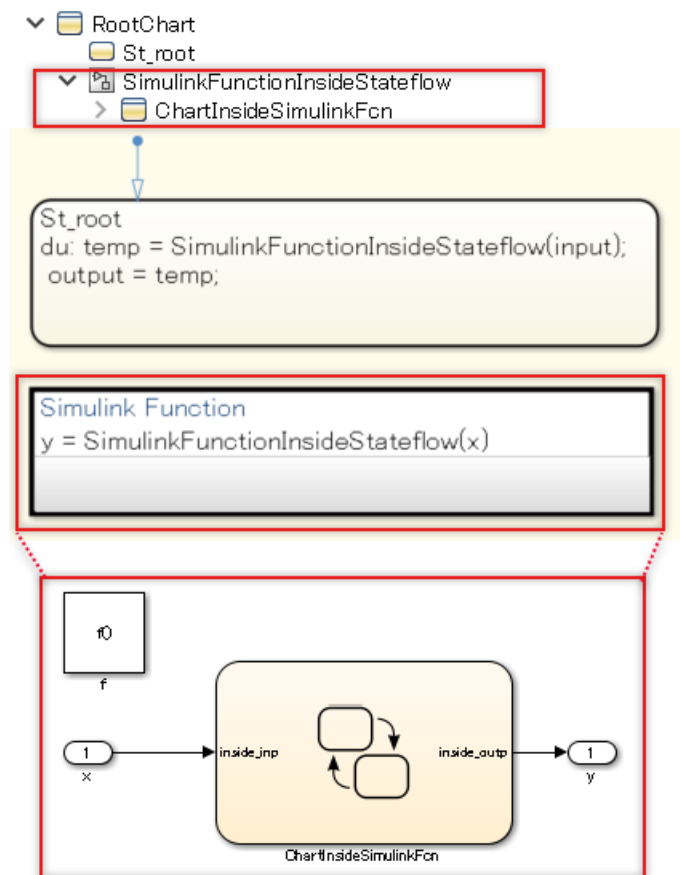 RootChart
St_root
SimulinkFunctionInsideStateflow
ChartInsideSimulinkFcn
St_root
du: temp = SimulinkFunctionInsideStateflow(input);
output = temp;
Simulink Function
y = SimulinkFunctionInsideStateflow(x)
f()
f
1
x
inside_inp
inside_outp
1
y
ChartInsideSimulinkFcn